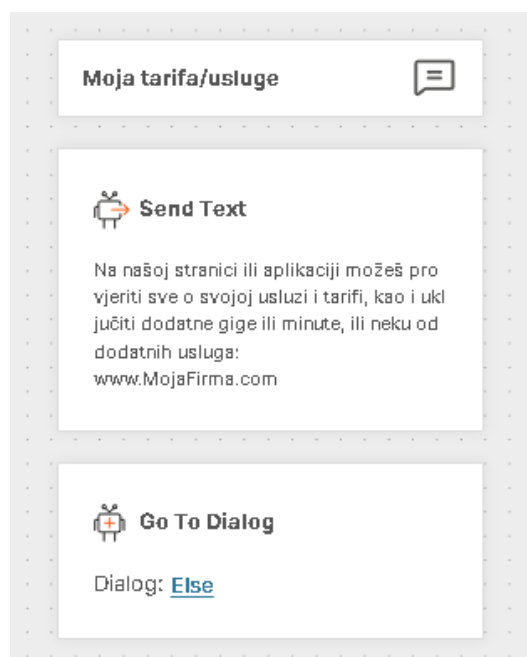 Moja tarifa/usluge
Send Text
Na našoj stranici ili aplikaciji možeš pro
vjeriti sve o svojoj usluzi i tarifi, kao i ukl
jučiti dodatne gige ili minute, ili neku od
dodatnih usluga:
www.MojaFirma.com
Go To Dialog
Dialog: Else